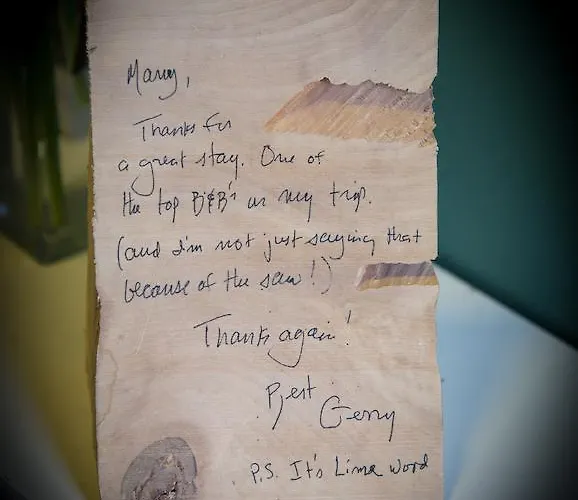 Mary,
Thanks for
a great stay. One of
the top B&B's on my trip.
(and I'm not just saying that
because of the saw!)
Thanks again!
Best
Gerry
P.S. It's Lime Wood